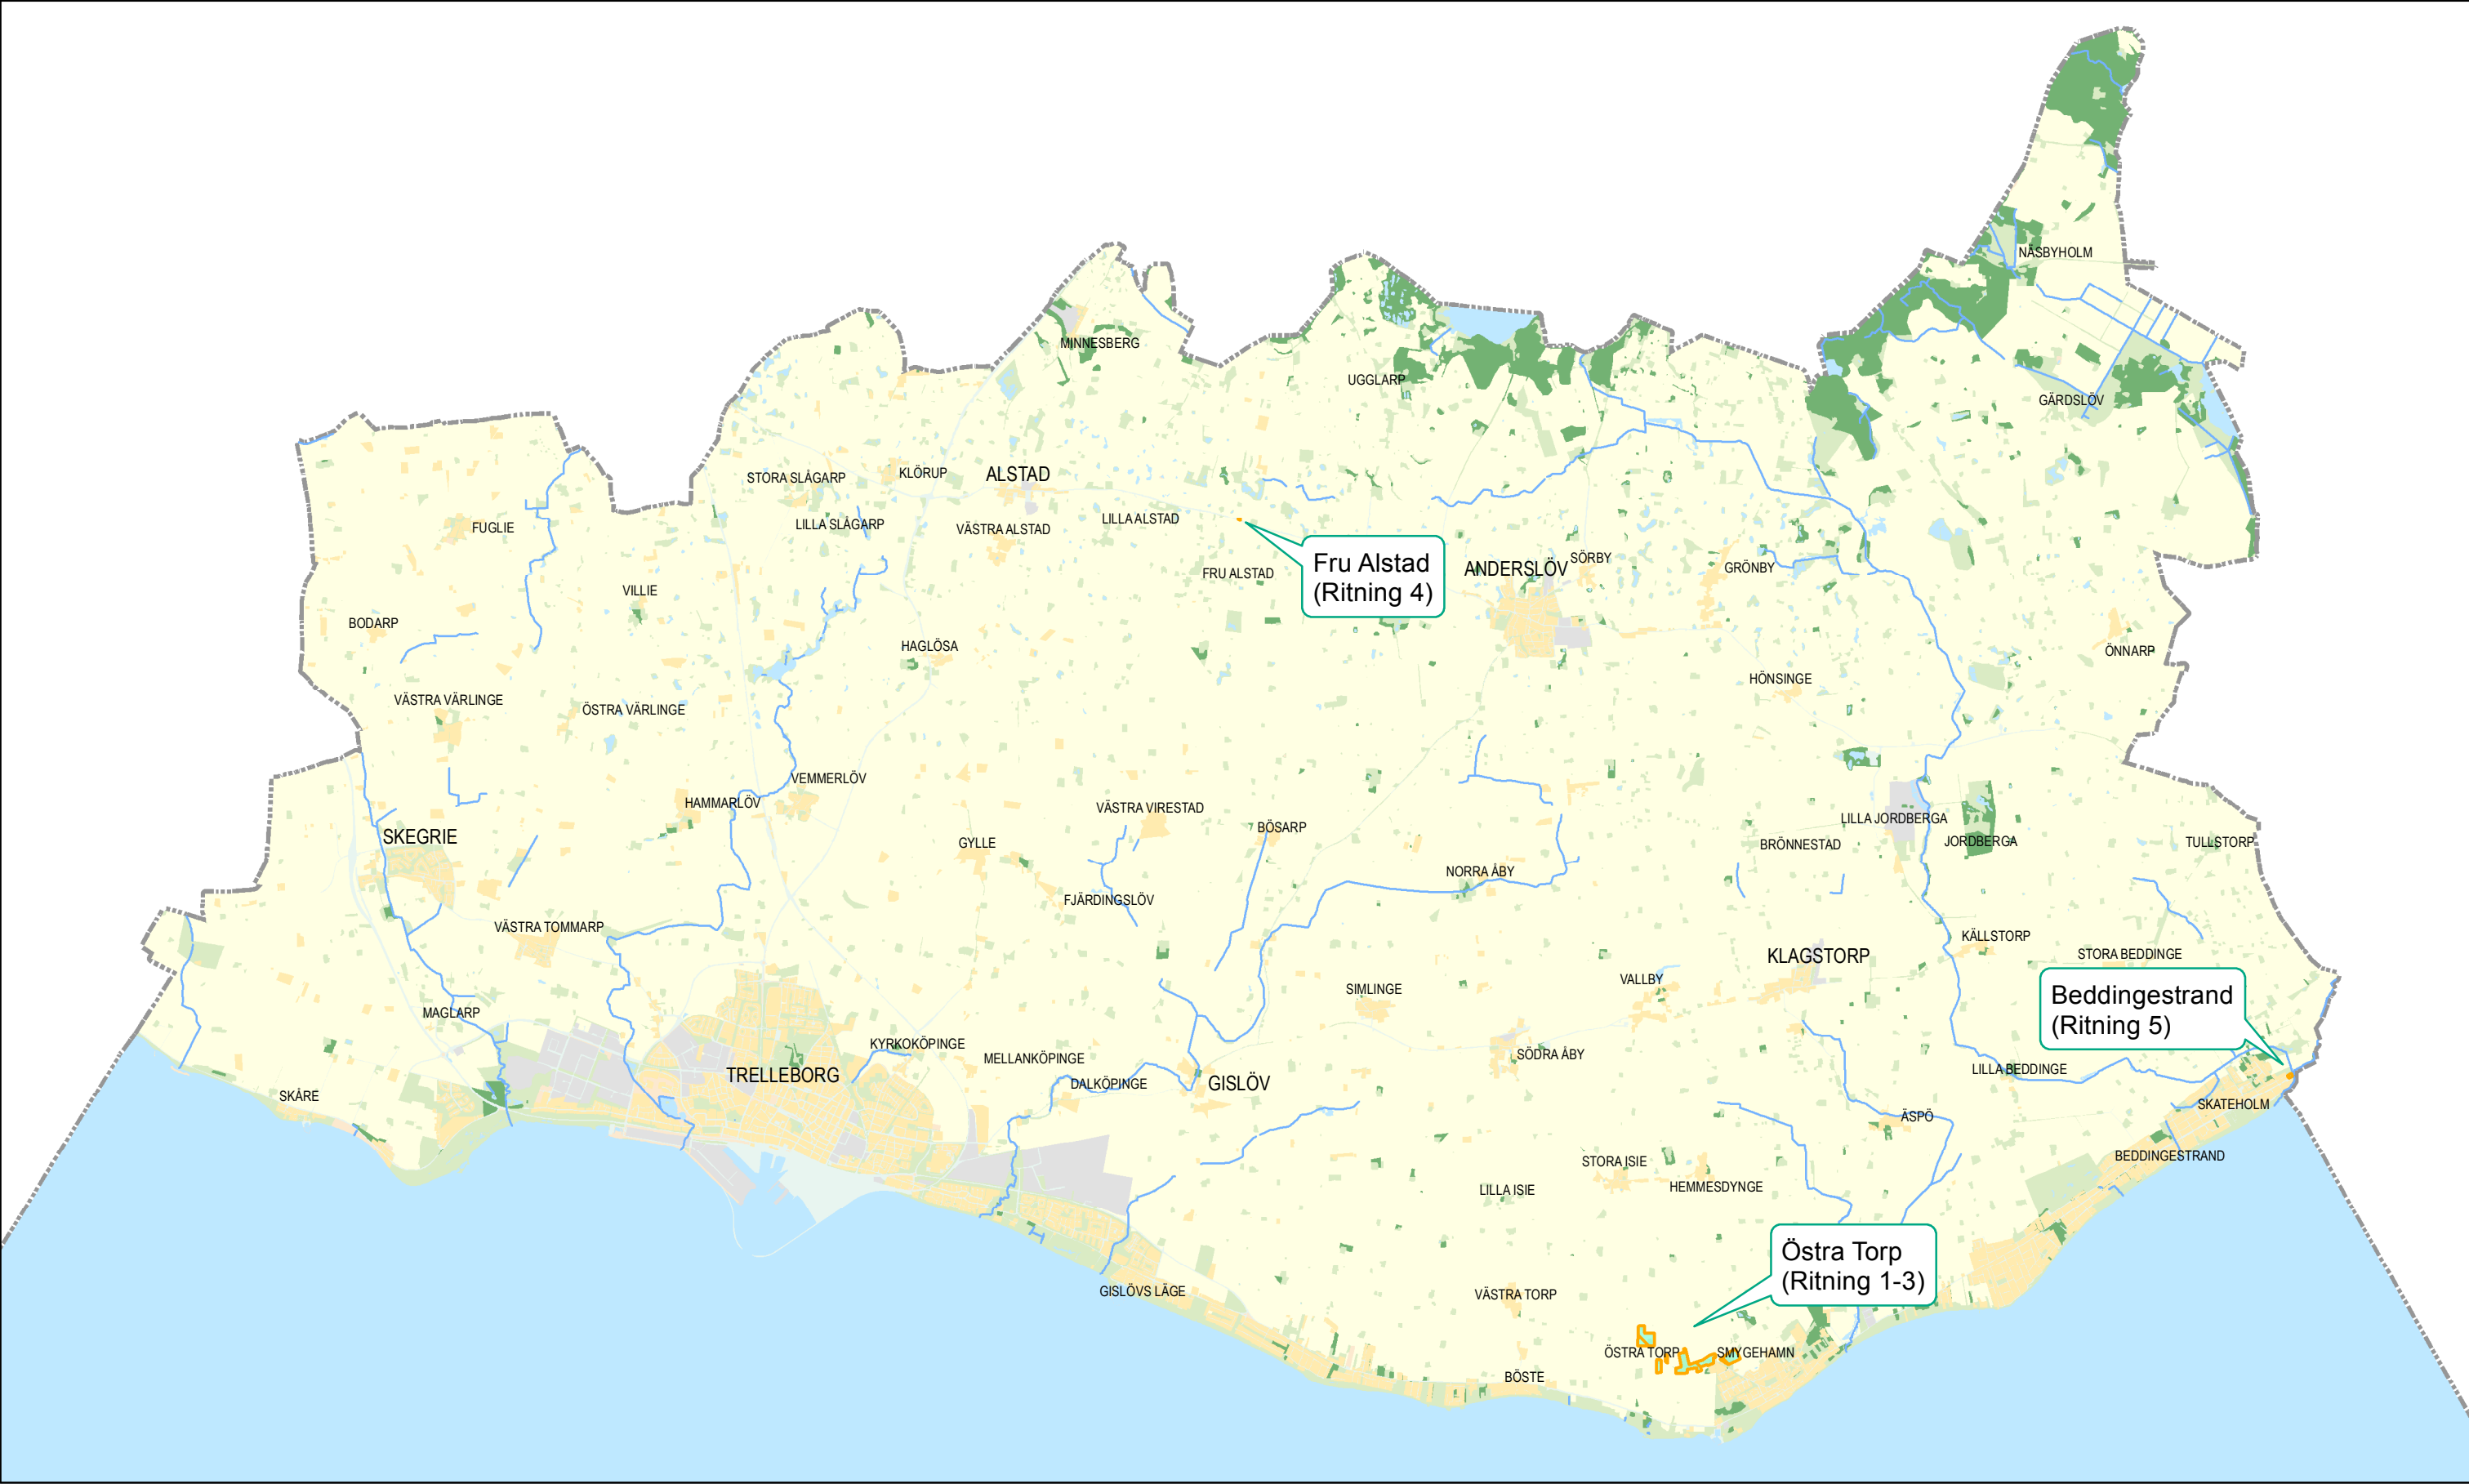 NÄSBYHOLM
MINNESBERG
UGGLARP
GÄRDSLÖV
STORA SLÅGARP
KLÖRUP
ALSTAD
FUGLIE
LILLA SLÅGARP
VÄSTRA ALSTAD
LILLA ALSTAD
Fru Alstad
(Ritning 4)
FRU ALSTAD
ANDERSLÖV
SÖRBY
GRÖNBY
VILLIE
BODARP
HAGLÖSA
ÖNNARP
HÖNSINGE
VÄSTRA VÄRLINGE
ÖSTRA VÄRLINGE
VEMMERLÖV
HAMMARLÖV
VÄSTRA VIRESTAD
BÖSARP
SKEGRIE
GYLLE
LILLA JORDBERGA
BRÖNNESTAD
JORDBERGA
TULLSTORP
NORRA ÅBY
FJÄRDINGSLÖV
VÄSTRA TOMMARP
KÄLLSTORP
STORA BEDDINGE
KLAGSTORP
VALLBY
SIMLINGE
Beddingestrand
(Ritning 5)
MAGLARP
KYRKOKÖPINGE
MELLANKÖPINGE
SÖDRA ÅBY
TRELLEBORG
DALKÖPINGE
GISLÖV
LILLA BEDDINGE
SKÅRE
SKATEHOLM
ÄSPÖ
BEDDINGESTRAND
STORA ISIE
LILLA ISIE
HEMMESDYNGE
Östra Torp
(Ritning 1-3)
GISLÖVS LÄGE
VÄSTRA TORP
ÖSTRA TORP
SMYGEHAMN
BÖSTE